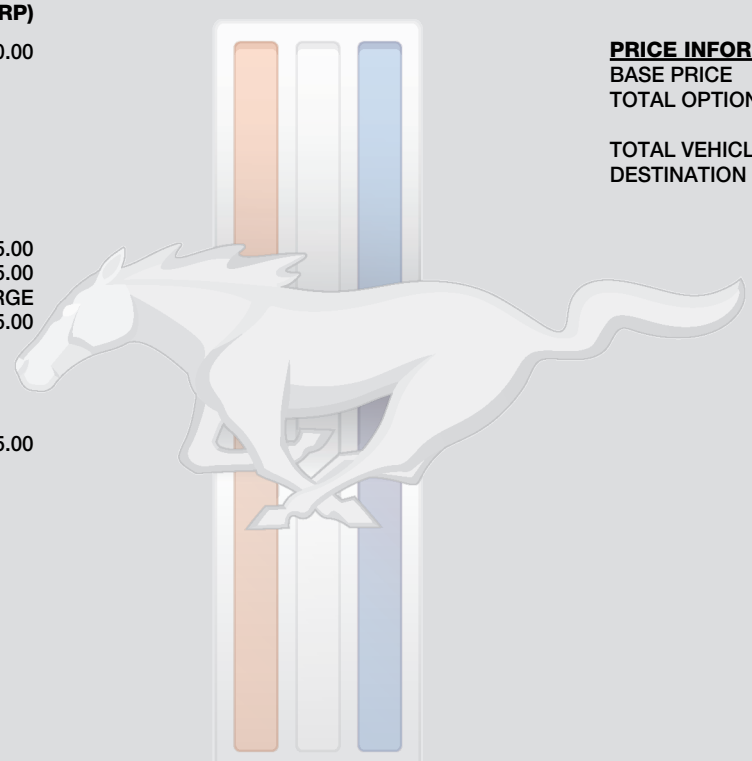 RP)
0.00
5.00
5.00
RGE
5.00
5.00
PRICE INFOR
BASE PRICE
TOTAL OPTION
TOTAL VEHICL
DESTINATION